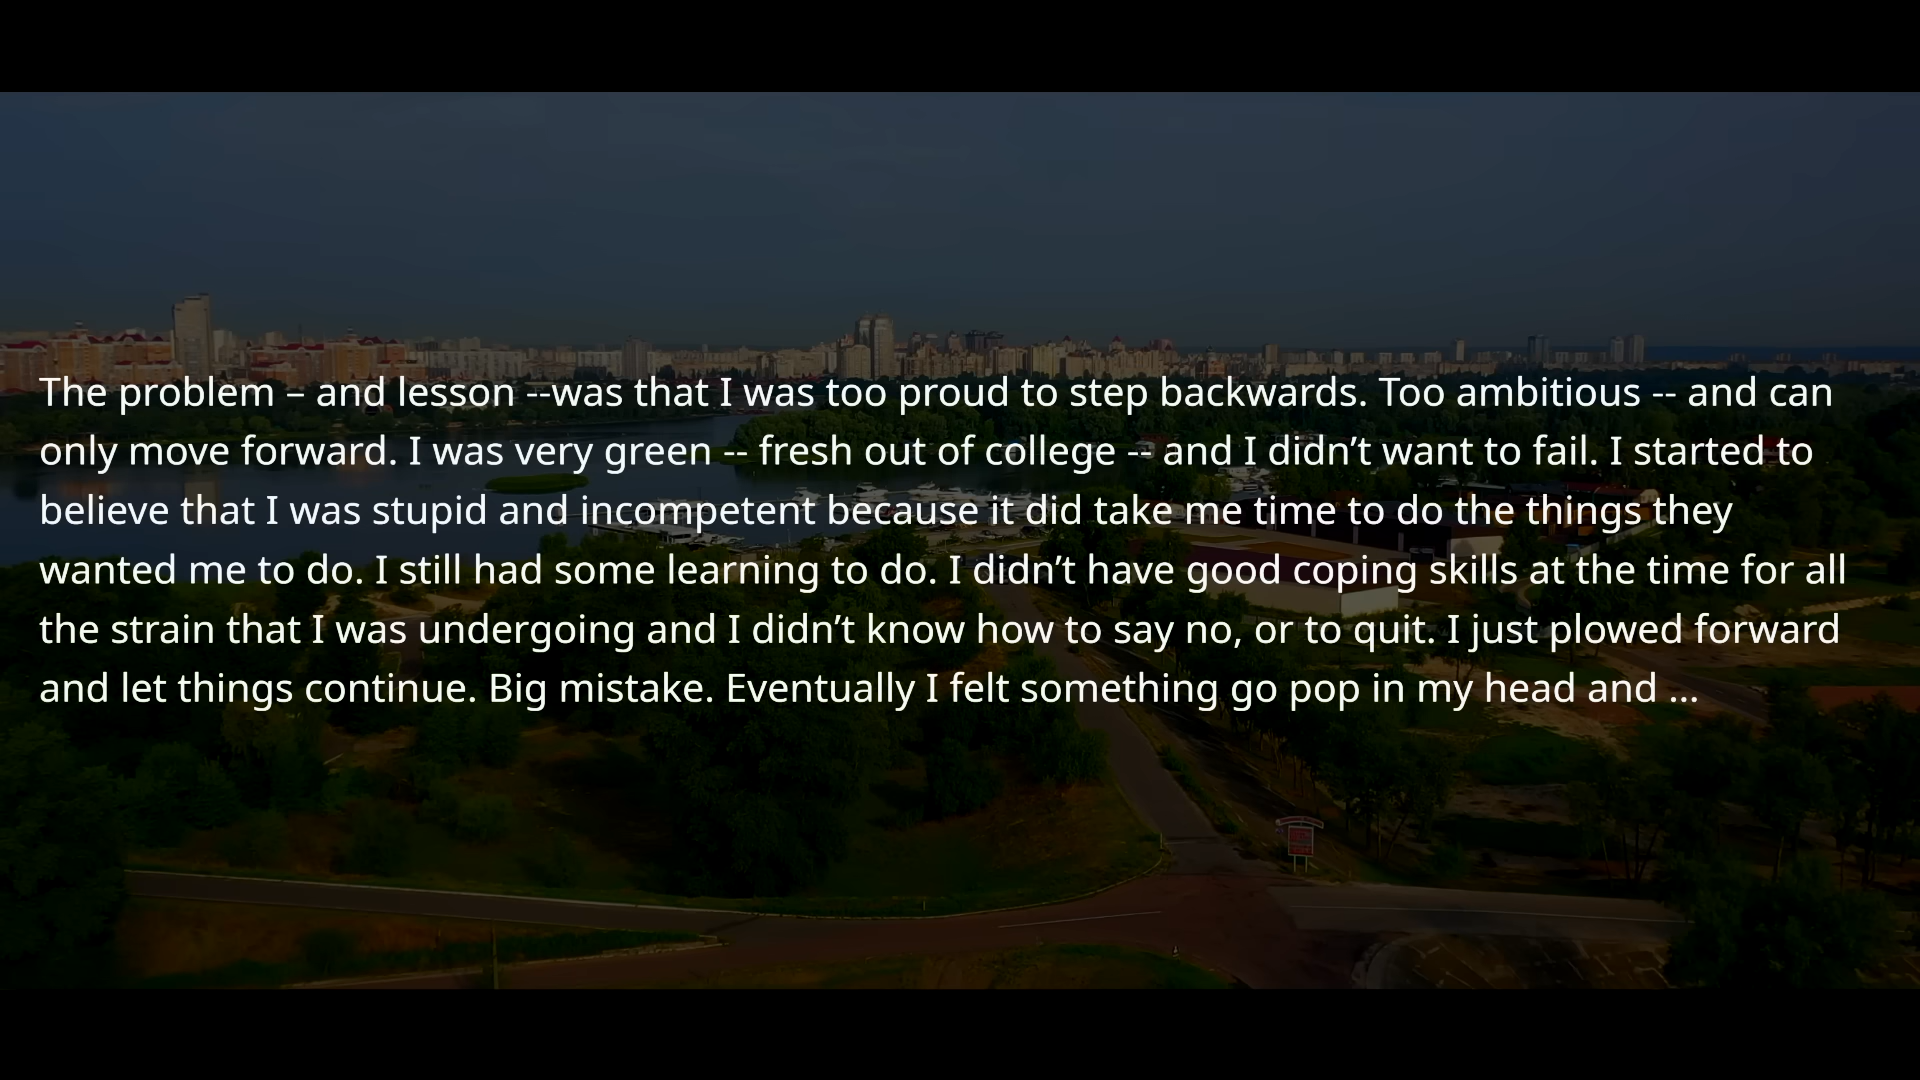 The problem – and lesson --was that I was too proud to step backwards. Too ambitious -- and can
only move forward. I was very green -- fresh out of college -- and I didn’t want to fail. I started to
believe that I was stupid and incompetent because it did take me time to do the things they
wanted me to do. I still had some learning to do. I didn’t have good coping skills at the time for all
the strain that I was undergoing and I didn’t know how to say no, or to quit. I just plowed forward
and let things continue. Big mistake. Eventually I felt something go pop in my head and ...